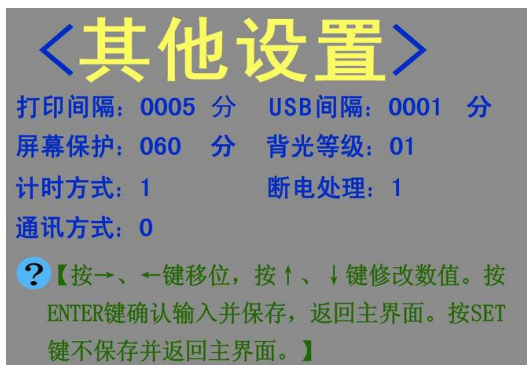 <其他设置>
打印间隔: 0005 分 USB间隔: 0001 分
屏幕保护: 060 分 背光等级: 01
计时方式: 1 断电处理: 1
通讯方式: 0
?【按→、←键移位，按↑、↓键修改数值。按
ENTER键确认输入并保存，返回主界面。按SET
键不保存并返回主界面。】